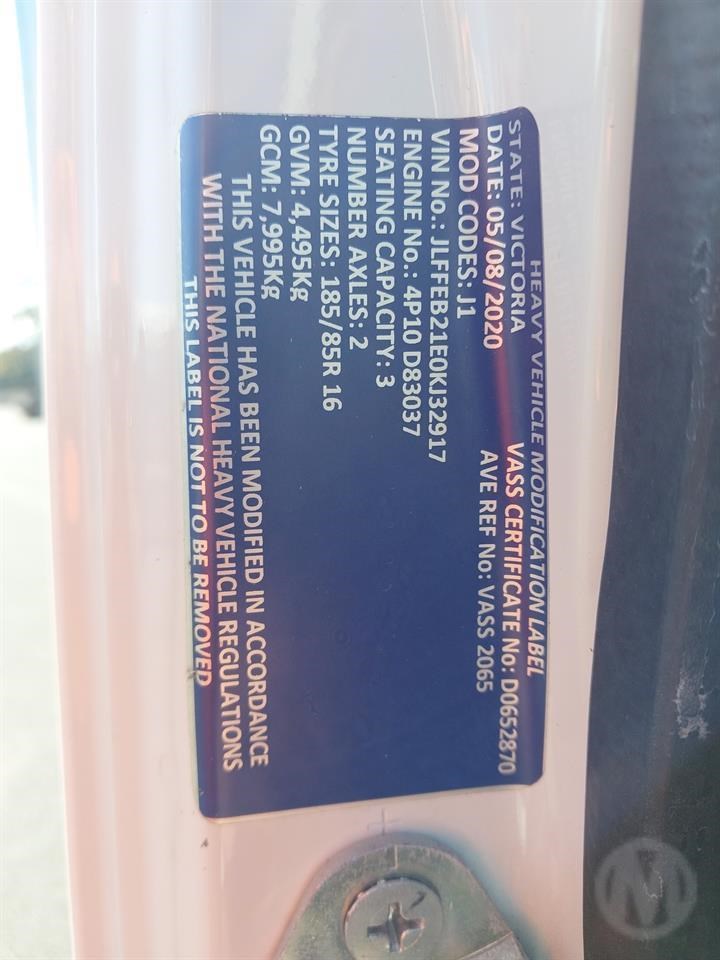 HEAVY VEHICLE MODIFICATION LABEL
STATE: VICTORIA VASS CERTIFICATE No: D0652870
DATE: 05/08/2020 AVE REF No: VASS 2065
MOD CODES: J1
VIN No.: JLFFEB21E0KJ32917
ENGINE No.: 4P10 D83037
SEATING CAPACITY: 3
NUMBER AXLES: 2
TYRE SIZES: 185/85R 16
GVM: 4,495Kg
GCM: 7,995Kg
THIS VEHICLE HAS BEEN MODIFIED IN ACCORDANCE
WITH THE NATIONAL HEAVY VEHICLE REGULATIONS
THIS LABEL IS NOT TO BE REMOVED
M